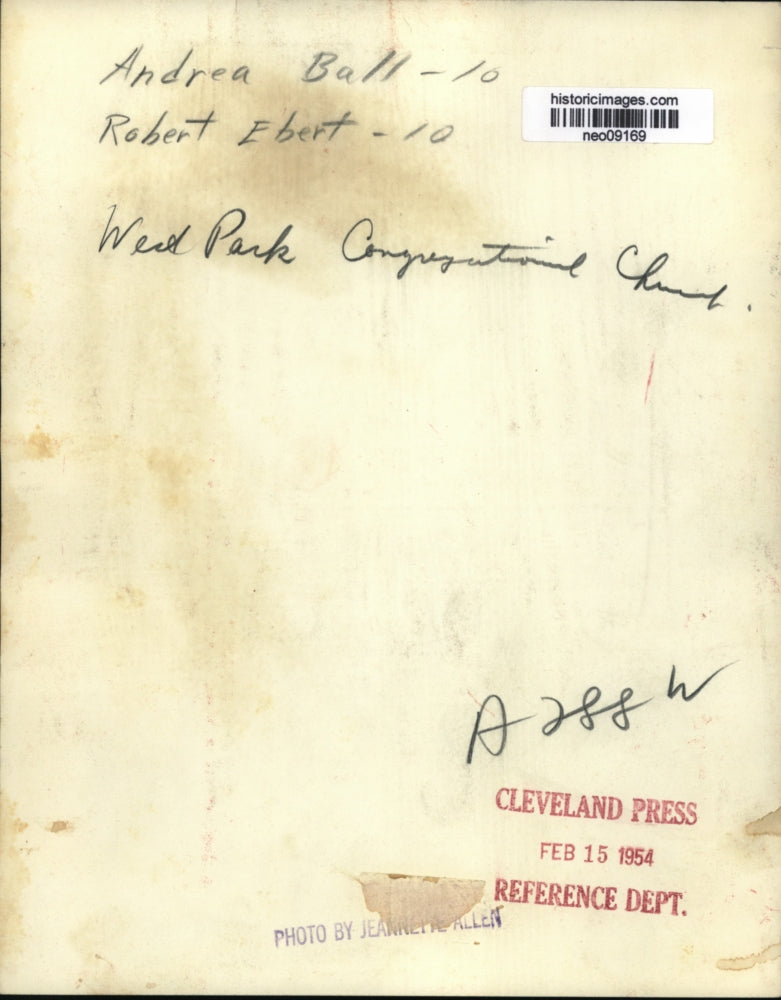 Andrea Ball - 10
Robert Ebert - 10
historicimages.com
neo09169
West Park Congregational Church.
A 288 W
CLEVELAND PRESS
FEB 15 1954
REFERENCE DEPT.
PHOTO BY JEANNETTE ALLEN